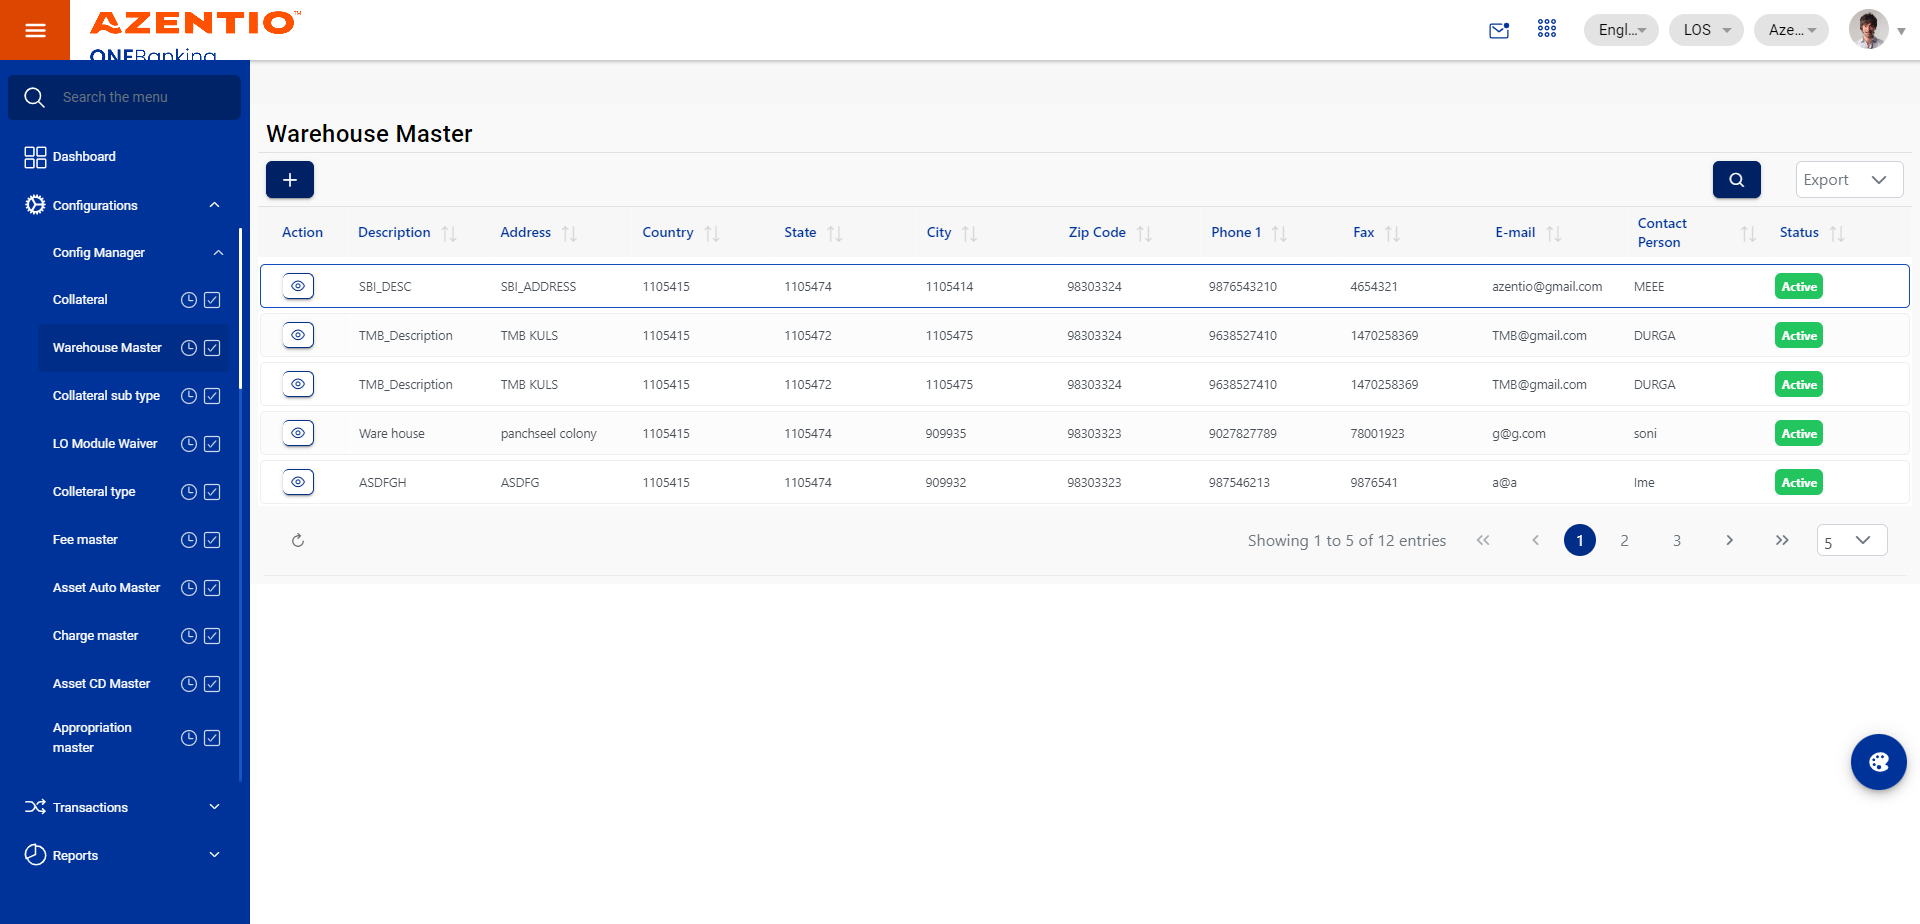 AZENTIO™
ONEBanking
Engl...
LOS
Aze...
Search the menu
Dashboard
Configurations
Config Manager
Collateral
Warehouse Master
Collateral sub type
LO Module Waiver
Colleteral type
Fee master
Asset Auto Master
Charge master
Asset CD Master
Appropriation
master
Transactions
Reports
Warehouse Master
Export
Action Description Address Country State City Zip Code Phone 1 Fax E-mail Contact Person Status
SBI_DESC SBI_ADDRESS 1105415 1105474 1105414 98303324 9876543210 4654321 azentio@gmail.com MEEE Active
TMB_Description TMB KULS 1105415 1105472 1105475 98303324 9638527410 1470258369 TMB@gmail.com DURGA Active
TMB_Description TMB KULS 1105415 1105472 1105475 98303324 9638527410 1470258369 TMB@gmail.com DURGA Active
Ware house panchseel colony 1105415 1105474 909935 98303323 9027827789 78001923 g@g.com soni Active
ASDFGH ASDFG 1105415 1105474 909932 98303323 987546213 9876541 a@a Ime Active
Showing 1 to 5 of 12 entries 1 2 3 5